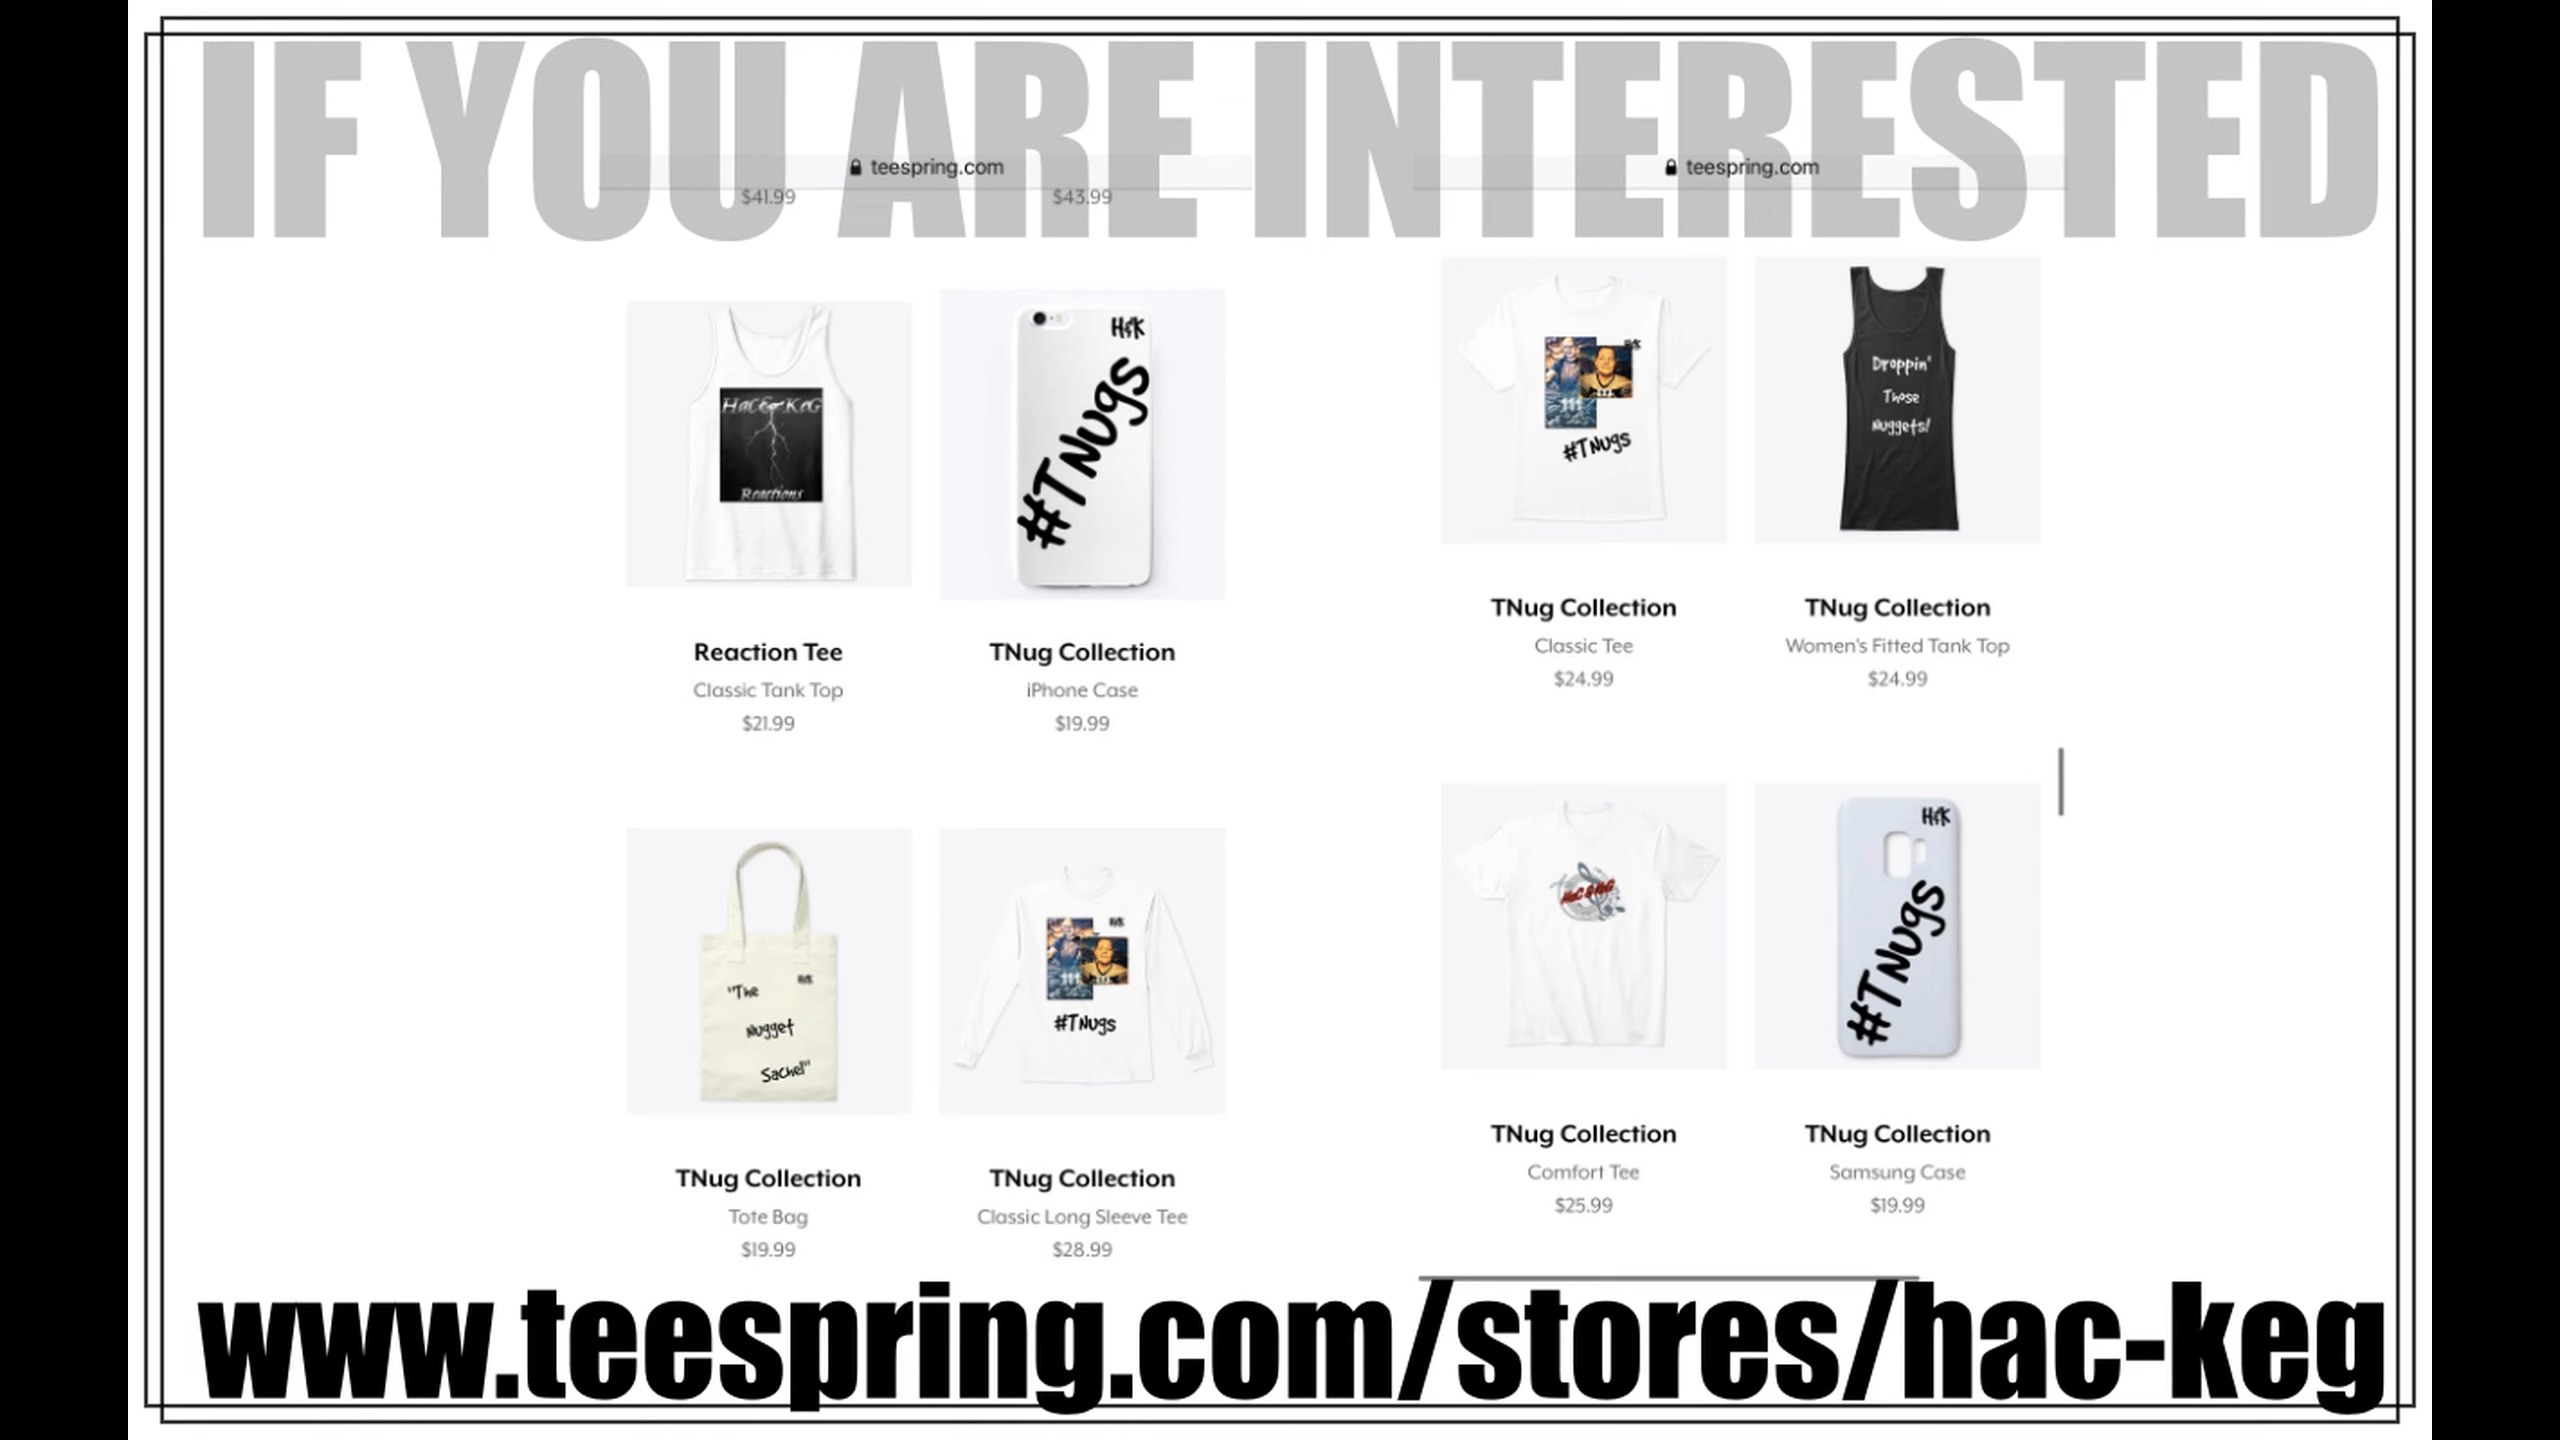 IF YOU ARE INTERESTED
teespring.com
$41.99 $43.99
HaC & KeG
Reactions
H&K
#TNugs
Reaction Tee
Classic Tank Top
$21.99
TNug Collection
iPhone Case
$19.99
"The
H&K
Nugget
Sachel"
H&K
#TNugs
TNug Collection
Tote Bag
$19.99
TNug Collection
Classic Long Sleeve Tee
$28.99
teespring.com
H&K
#TNugs
Droppin'
Those
Nuggets!
TNug Collection
Classic Tee
$24.99
TNug Collection
Women's Fitted Tank Top
$24.99
HaC & KeG
H&K
#TNugs
TNug Collection
Comfort Tee
$25.99
TNug Collection
Samsung Case
$19.99
www.teespring.com/stores/hac-keg